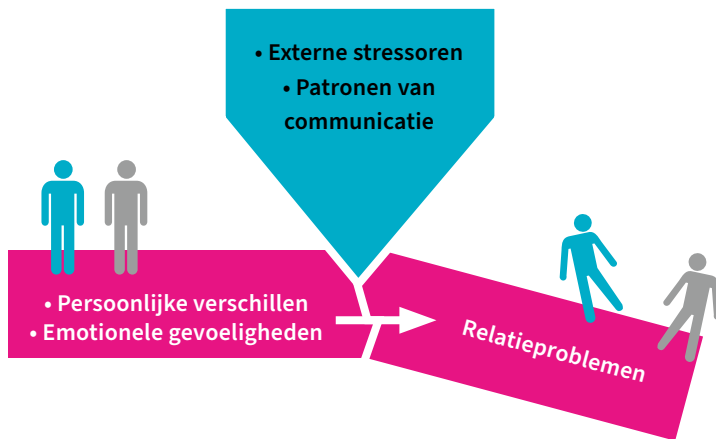 • Externe stressoren
• Patronen van
communicatie
• Persoonlijke verschillen
• Emotionele gevoeligheden
Relatieproblemen